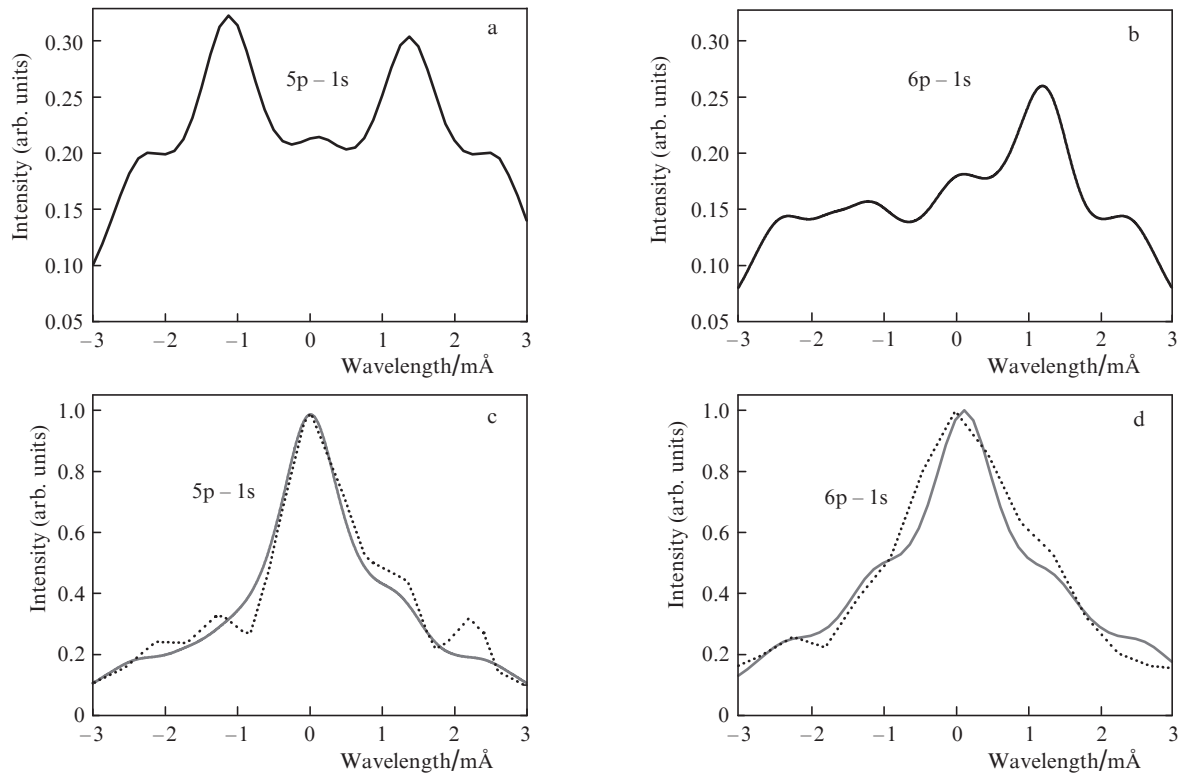 a
5p – 1s
Intensity (arb. units)
0.30
0.25
0.20
0.15
0.10
0.05
–3 –2 –1 0 1 2 3
Wavelength/mÅ
b
6p – 1s
Intensity (arb. units)
0.30
0.25
0.20
0.15
0.10
0.05
–3 –2 –1 0 1 2 3
Wavelength/mÅ
c
5p – 1s
Intensity (arb. units)
1.0
0.8
0.6
0.4
0.2
0
–3 –2 –1 0 1 2 3
Wavelength/mÅ
d
6p – 1s
Intensity (arb. units)
1.0
0.8
0.6
0.4
0.2
0
–3 –2 –1 0 1 2 3
Wavelength/mÅ